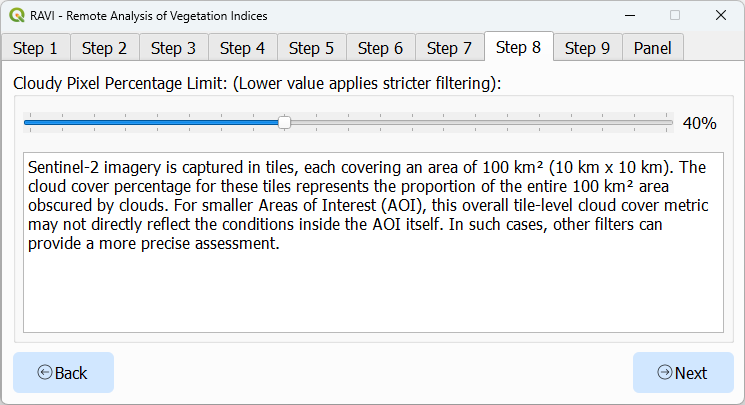 RAVI - Remote Analysis of Vegetation Indices
Step 1 Step 2 Step 3 Step 4 Step 5 Step 6 Step 7 Step 8 Step 9 Panel
Cloudy Pixel Percentage Limit: (Lower value applies stricter filtering):
40%
Sentinel-2 imagery is captured in tiles, each covering an area of 100 km² (10 km x 10 km). The
cloud cover percentage for these tiles represents the proportion of the entire 100 km² area
obscured by clouds. For smaller Areas of Interest (AOI), this overall tile-level cloud cover metric
may not directly reflect the conditions inside the AOI itself. In such cases, other filters can
provide a more precise assessment.
Back
Next